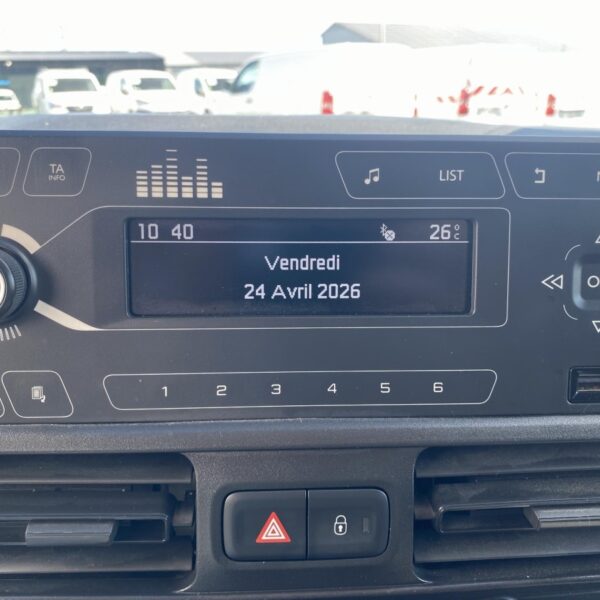 TA
INFO
LIST
10 40
26°C
Vendredi
24 Avril 2026
1 2 3 4 5 6